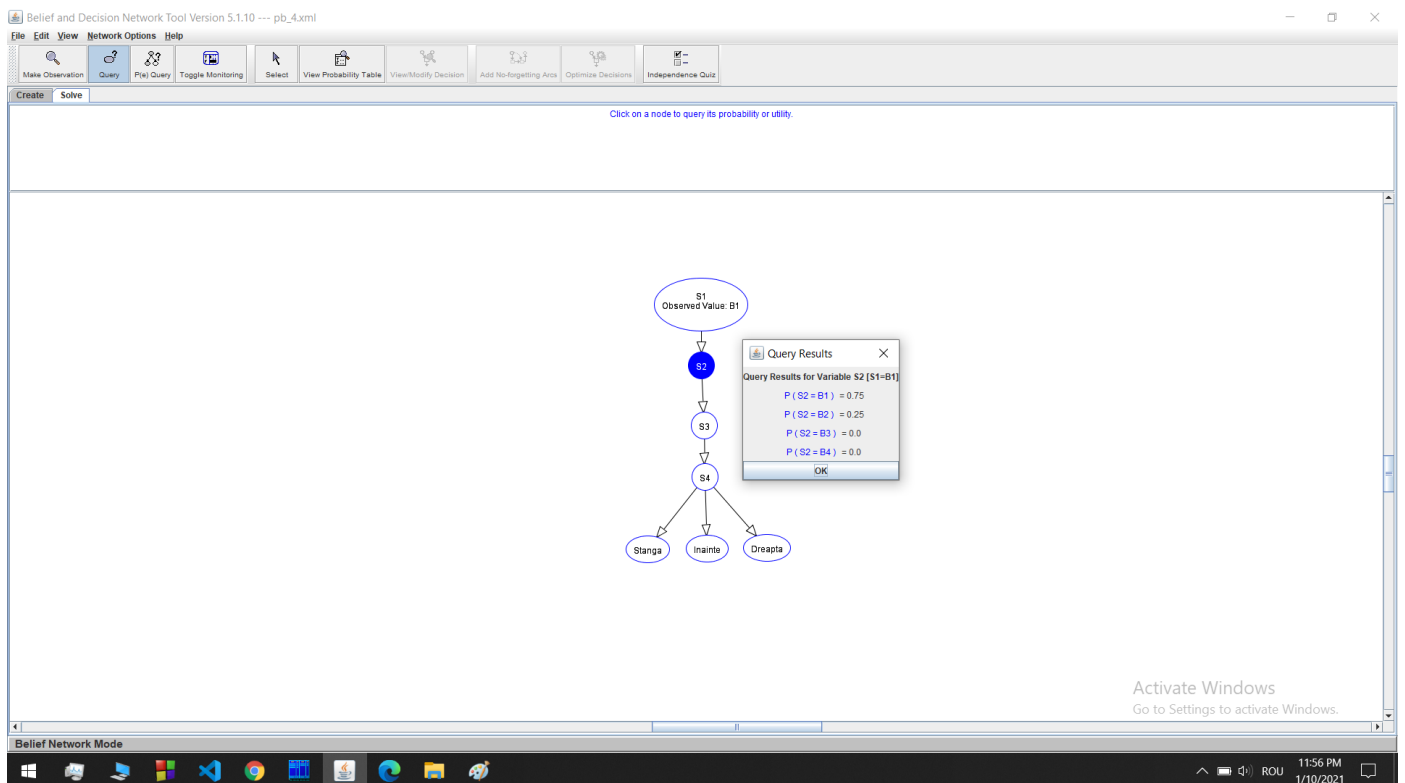 Belief and Decision Network Tool Version 5.1.10 --- pb_4.xml
File Edit View Network Options Help
Make Observation Query P(e) Query Toggle Monitoring Select View Probability Table View/Modify Decision Add No-forgetting Arcs Optimize Decisions Independence Quiz
Create Solve
Click on a node to query its probability or utility.
S1
Observed Value: B1
S2
S3
S4
Stanga Inainte Dreapta
Query Results
Query Results for Variable S2 [S1=B1]
P ( S2 = B1 ) = 0.75
P ( S2 = B2 ) = 0.25
P ( S2 = B3 ) = 0.0
P ( S2 = B4 ) = 0.0
OK
Activate Windows
Go to Settings to activate Windows.
Belief Network Mode
ROU
11:56 PM
1/10/2021